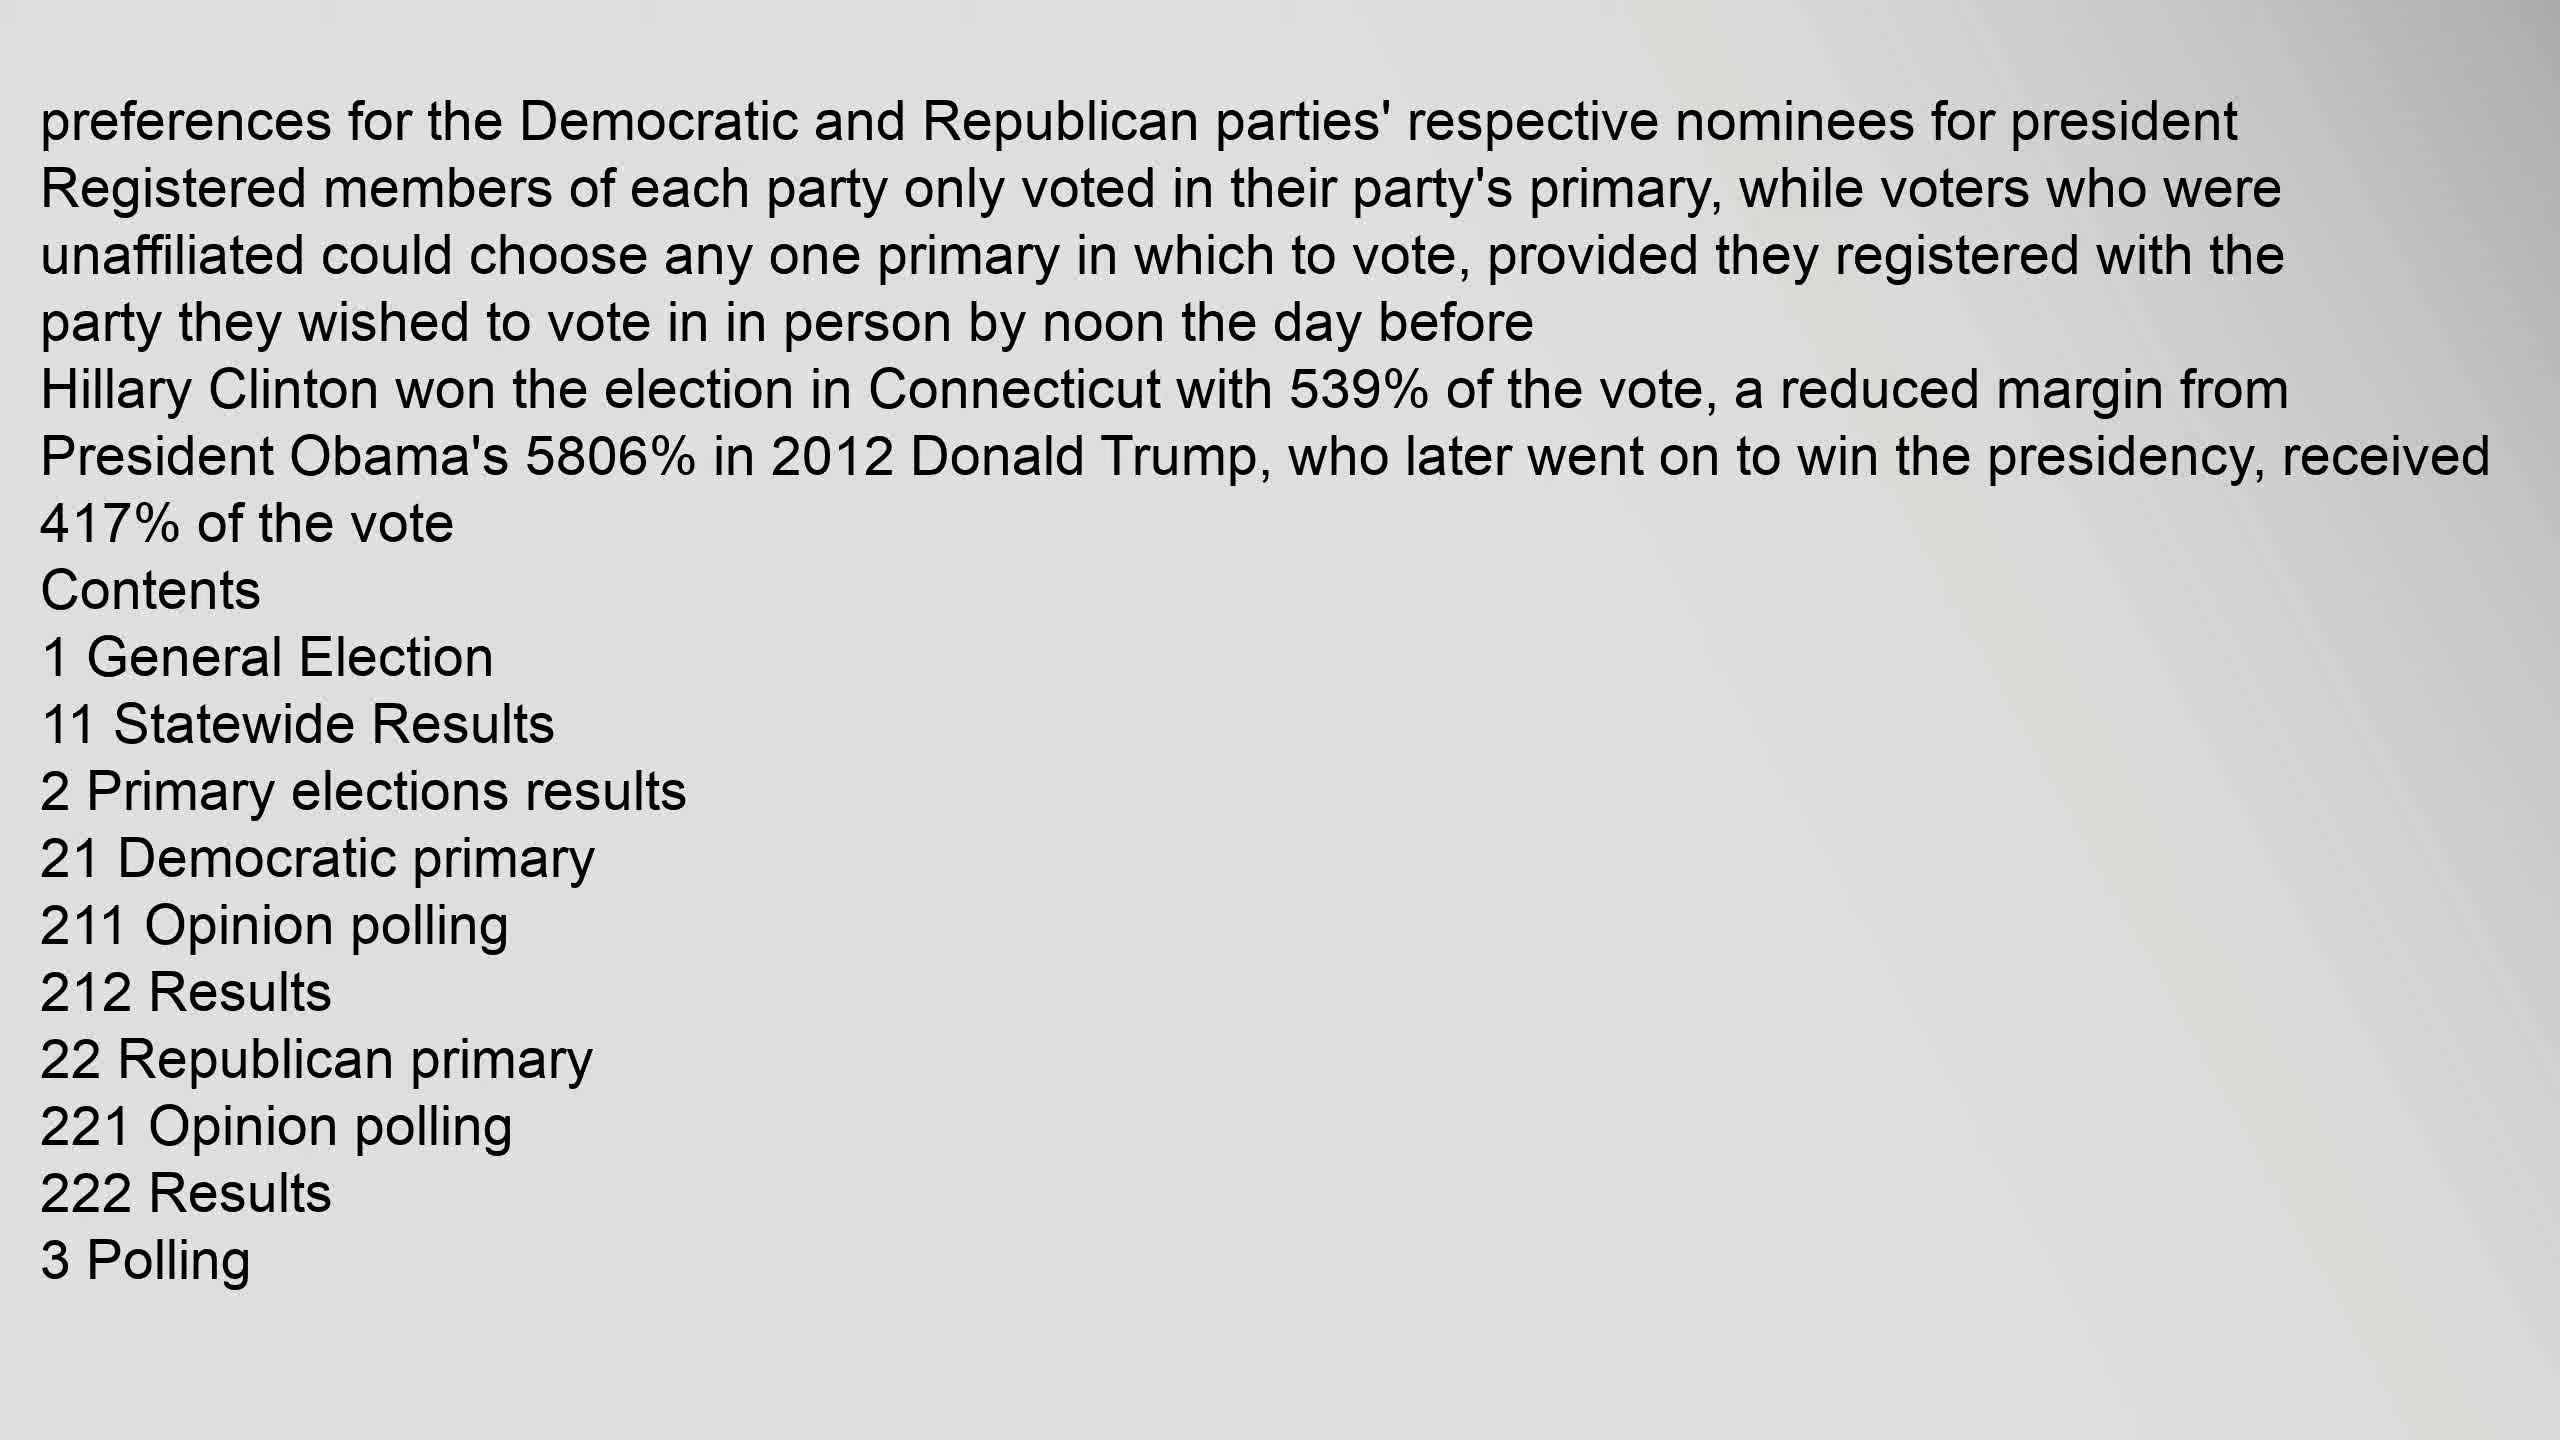 preferences for the Democratic and Republican parties' respective nominees for president
Registered members of each party only voted in their party's primary, while voters who were
unaffiliated could choose any one primary in which to vote, provided they registered with the
party they wished to vote in in person by noon the day before
Hillary Clinton won the election in Connecticut with 539% of the vote, a reduced margin from
President Obama's 5806% in 2012 Donald Trump, who later went on to win the presidency, received
417% of the vote
Contents
1 General Election
11 Statewide Results
2 Primary elections results
21 Democratic primary
211 Opinion polling
212 Results
22 Republican primary
221 Opinion polling
222 Results
3 Polling